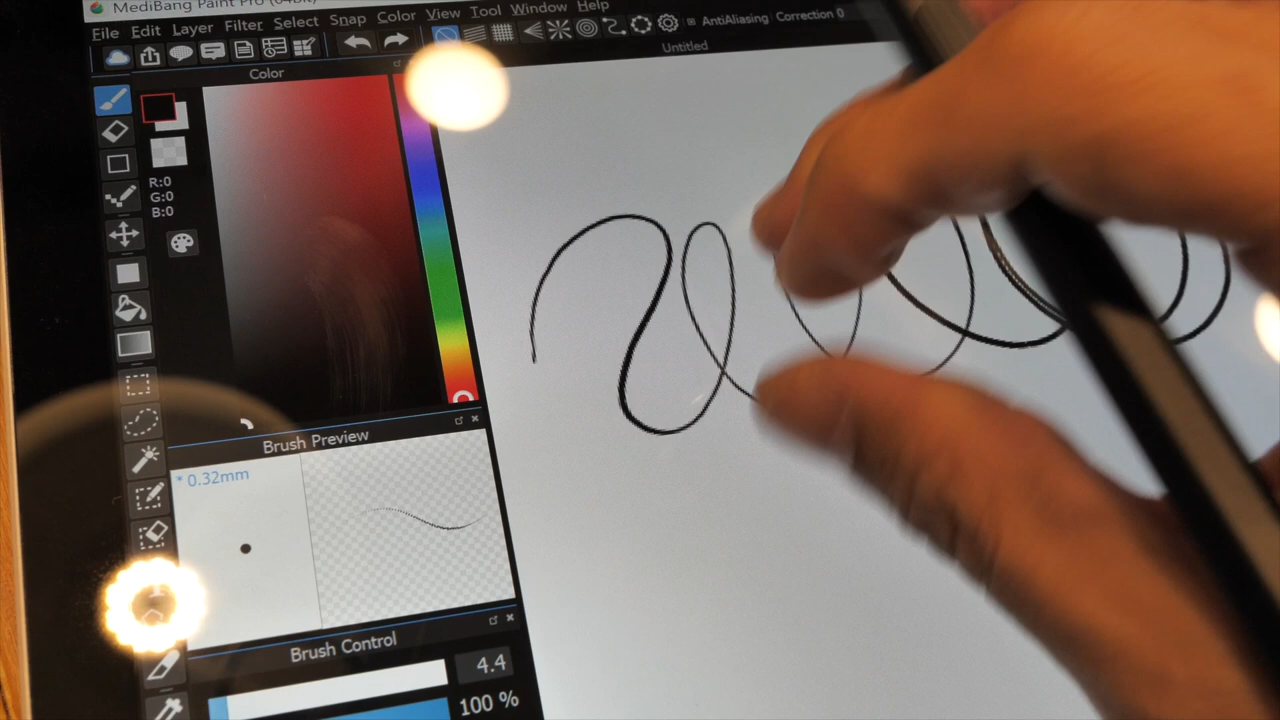 MediBang Paint Pro (64bit)
File Edit Layer Filter Select Snap Color View Tool Window Help
AntiAliasing Correction 0
Untitled
Color
R:0
G:0
B:0
Brush Preview
* 0.32mm
Brush Control
4.4
100 %